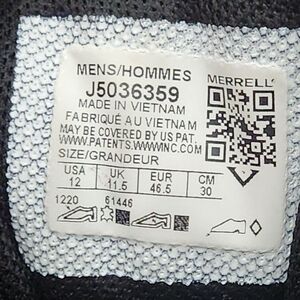 MENS/HOMMES
MERRELL
J5036359
MADE IN VIETNAM
FABRIQUÉ AU VIETNAM
MAY BE COVERED BY US PAT.
WWW.PATENTS.WWWINC.COM
SIZE/GRANDEUR
USA UK EUR CM
12 11.5 46.5 30
1220 61446